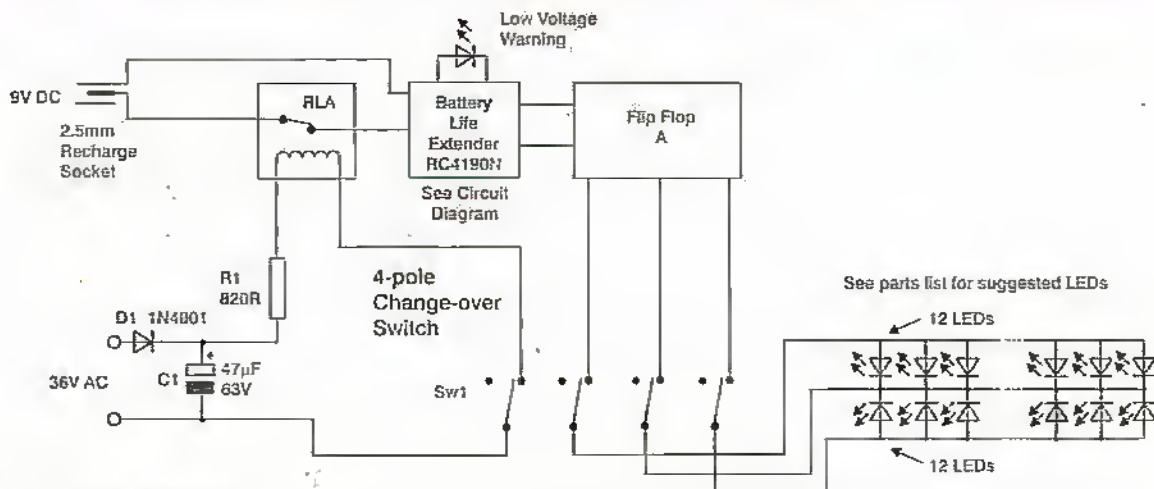 Low Voltage
Warning
9V DC
2.5mm
Recharge
Socket
RLA
Battery
Life
Extender
RC4190N
See Circuit
Diagram
Flip Flop
A
R1
820R
4-pole
Change-over
Switch
D1 1N4001
36V AC
C1
+
47µF
63V
Sw1
See parts list for suggested LEDs
12 LEDs
12 LEDs